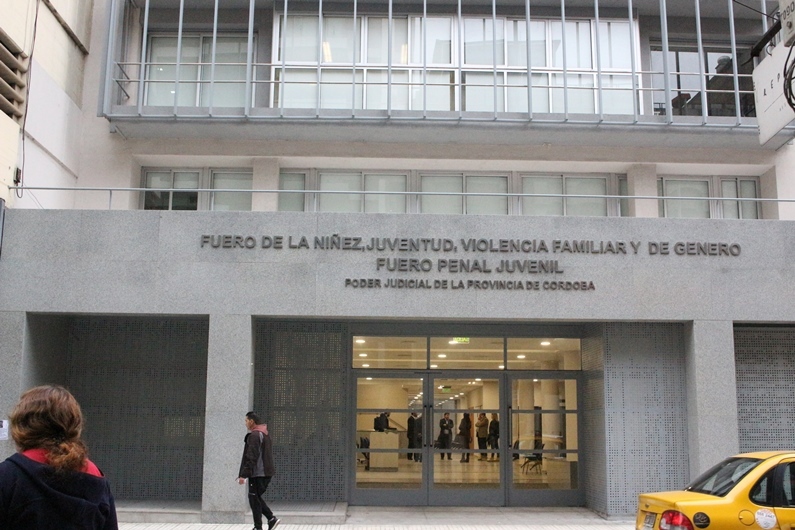 FUERO DE LA NIÑEZ, JUVENTUD, VIOLENCIA FAMILIAR Y DE GENERO
FUERO PENAL JUVENIL
PODER JUDICIAL DE LA PROVINCIA DE CORDOBA